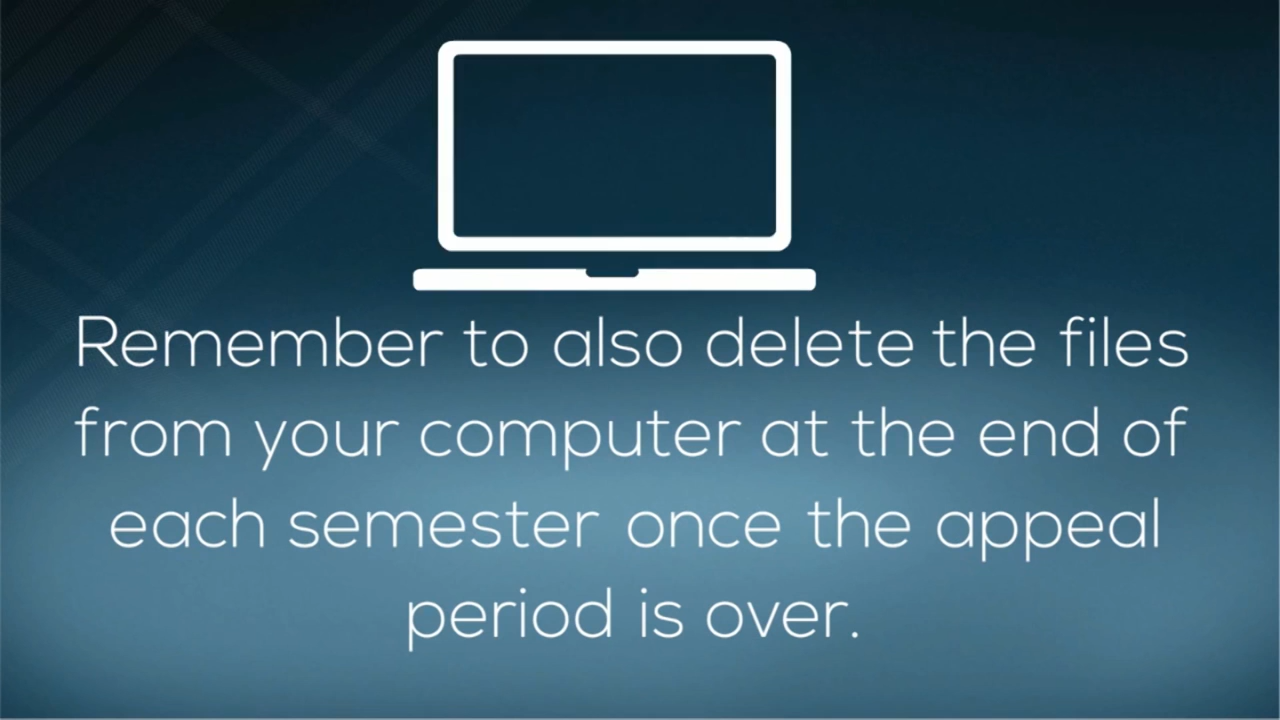 Remember to also delete the files
from your computer at the end of
each semester once the appeal
period is over.